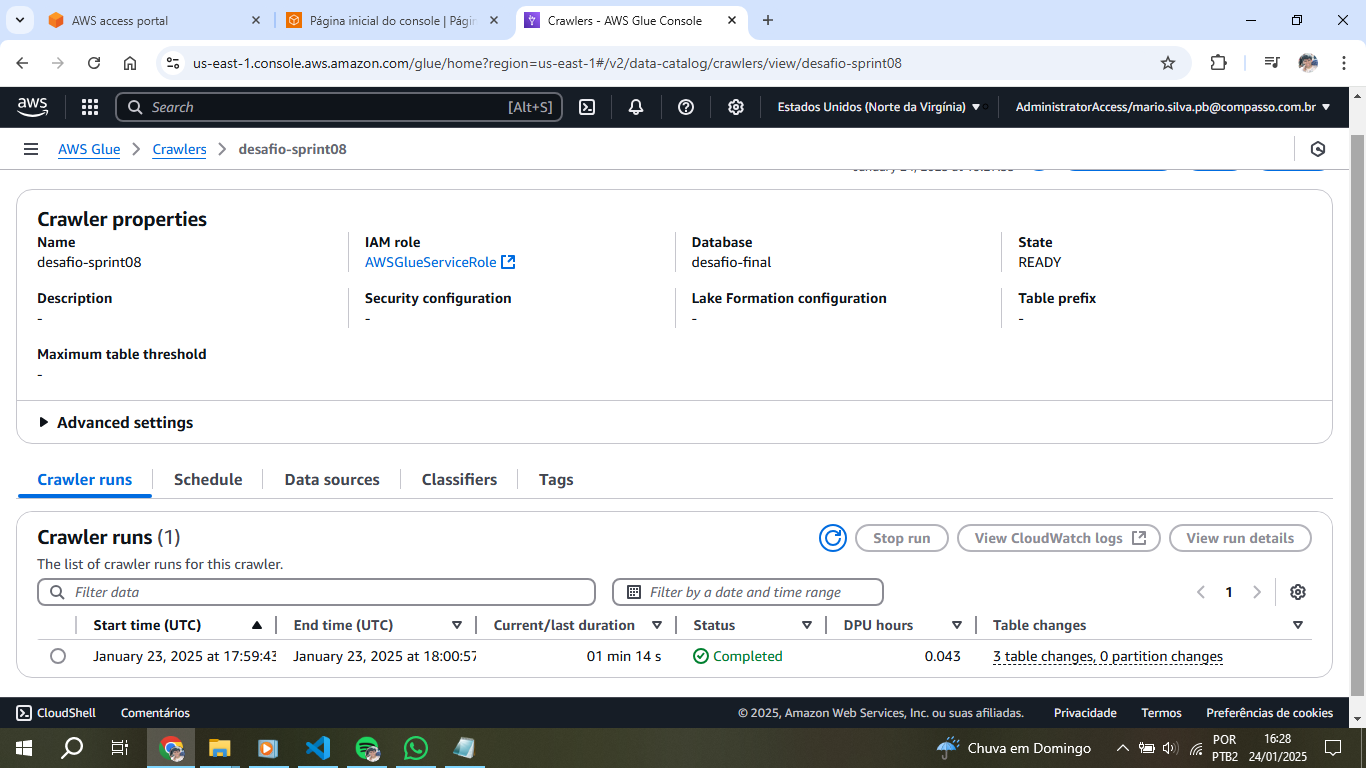 AWS access portal
Página inicial do console | Págin
Crawlers - AWS Glue Console
us-east-1.console.aws.amazon.com/glue/home?region=us-east-1#/v2/data-catalog/crawlers/view/desafio-sprint08
aws
Search
[Alt+S]
Estados Unidos (Norte da Virgínia)
AdministratorAccess/mario.silva.pb@compasso.com.br
AWS Glue
Crawlers
desafio-sprint08
Crawler properties
Name
desafio-sprint08
IAM role
AWSGlueServiceRole
Database
desafio-final
State
READY
Description
-
Security configuration
-
Lake Formation configuration
-
Table prefix
-
Maximum table threshold
-
Advanced settings
Crawler runs
Schedule
Data sources
Classifiers
Tags
Crawler runs (1)
The list of crawler runs for this crawler.
Stop run
View CloudWatch logs
View run details
Filter data
Filter by a date and time range
1
Start time (UTC)
End time (UTC)
Current/last duration
Status
DPU hours
Table changes
January 23, 2025 at 17:59:43
January 23, 2025 at 18:00:57
01 min 14 s
Completed
0.043
3 table changes, 0 partition changes
CloudShell
Comentários
© 2025, Amazon Web Services, Inc. ou suas afiliadas.
Privacidade
Termos
Preferências de cookies
Chuva em Domingo
POR
PTB2
16:28
24/01/2025